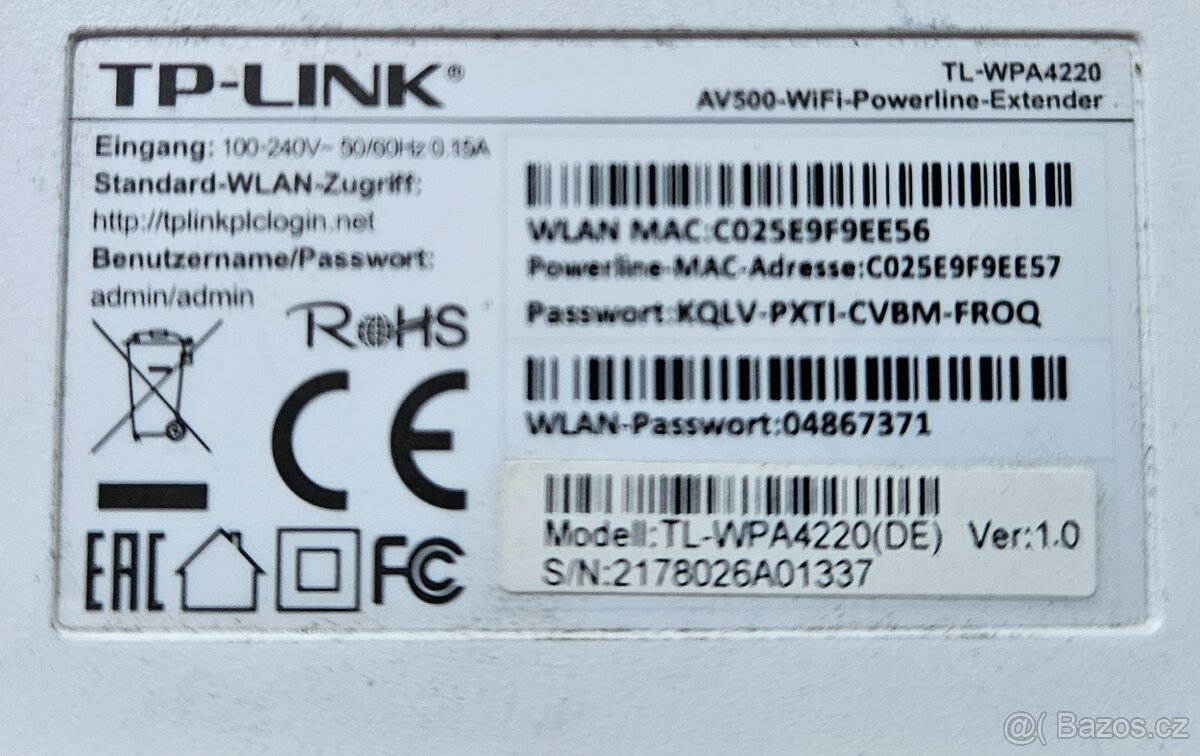 TP-LINK®
TL-WPA4220
AV500-WiFi-Powerline-Extender
Eingang: 100-240V~ 50/60Hz 0.15A
Standard-WLAN-Zugriff:
http://tplinkplclogin.net
Benutzername/Passwort:
admin/admin
RoHS
CE
EAC
FC
WLAN MAC:C025E9F9EE56
Powerline-MAC-Adresse:C025E9F9EE57
Passwort:KQLV-PXTI-CVBM-FROQ
WLAN-Passwort:04867371
Modell:TL-WPA4220(DE) Ver:1.0
S/N:2178026A01337
@( Bazos.cz